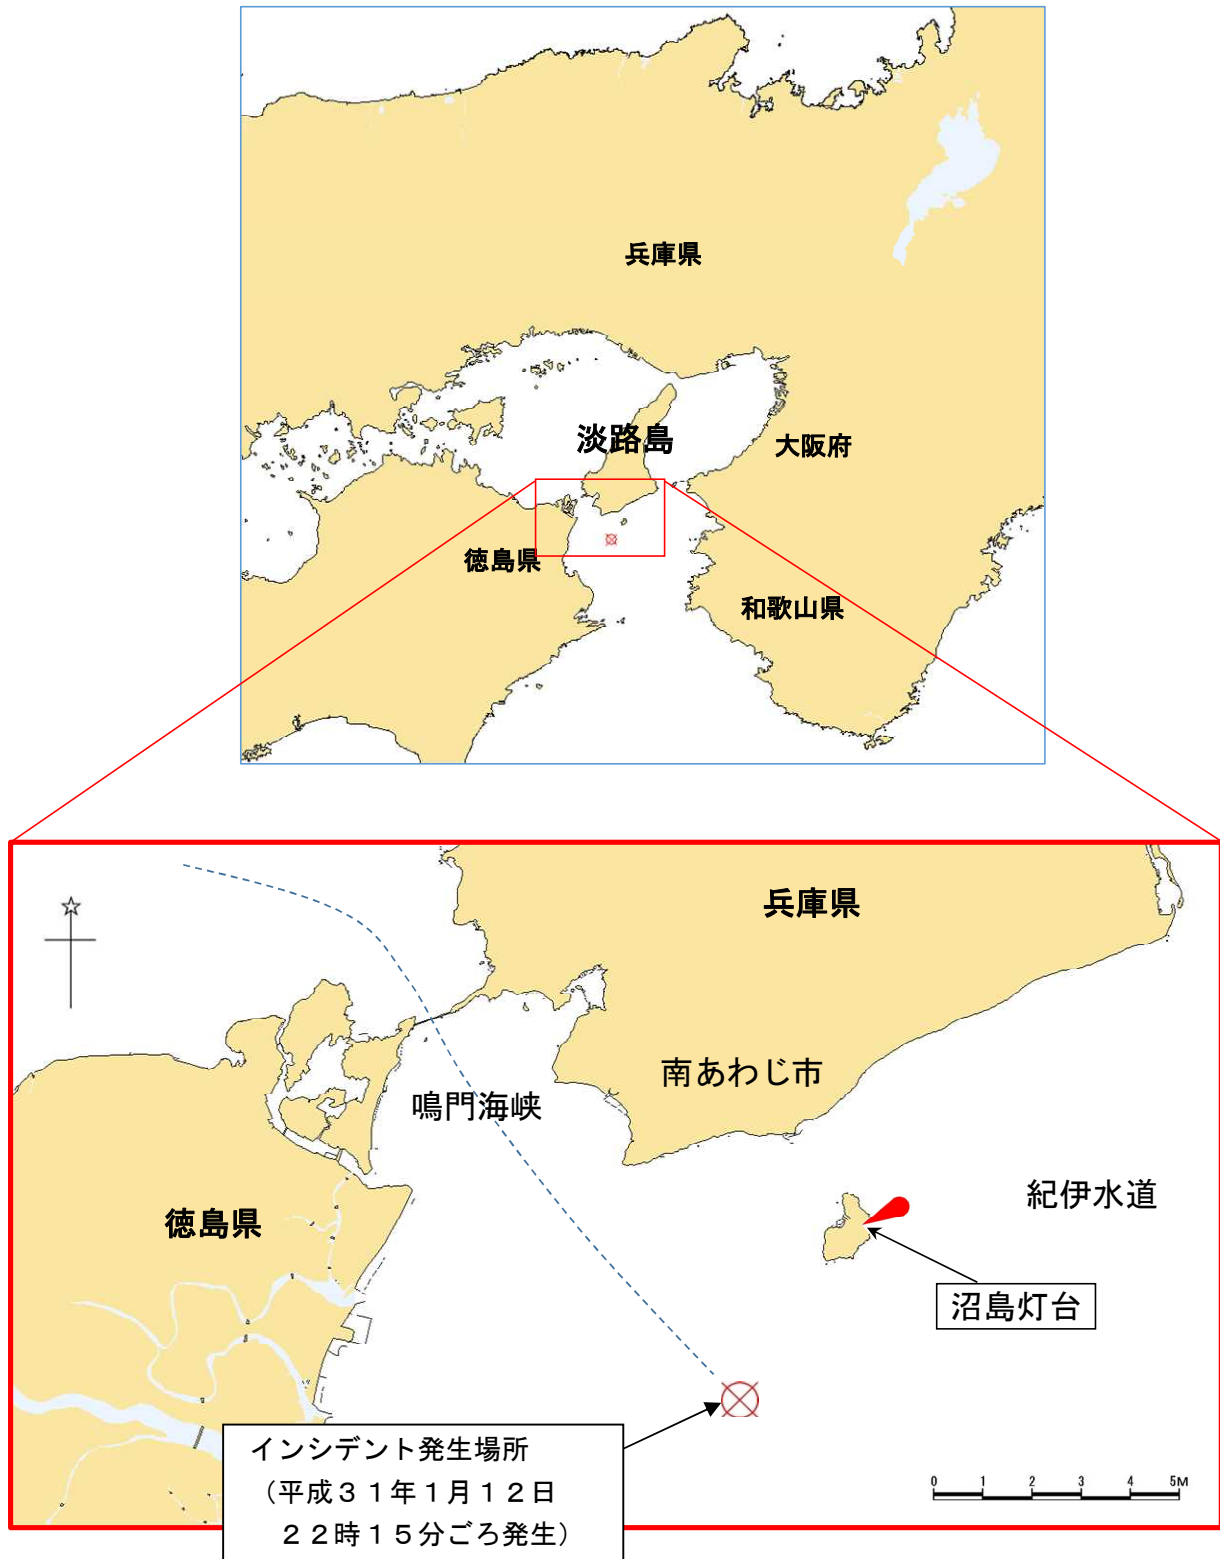 兵庫県
淡路島
大阪府
徳島県
和歌山県
兵庫県
南あわじ市
鳴門海峡
紀伊水道
徳島県
沼島灯台
インシデント発生場所
（平成３１年１月１２日
２２時１５分ごろ発生）
0 1 2 3 4 5M